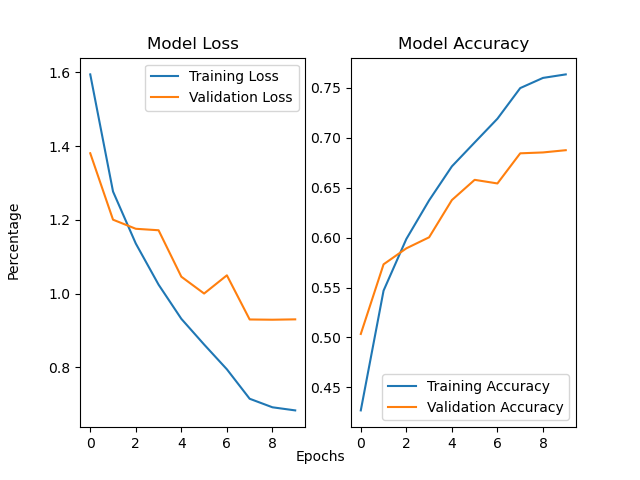 Model Loss
1.6
1.4
1.2
1.0
0.8
0 2 4 6 8
Training Loss
Validation Loss
Percentage
Model Accuracy
0.75
0.70
0.65
0.60
0.55
0.50
0.45
0 2 4 6 8
Training Accuracy
Validation Accuracy
Epochs